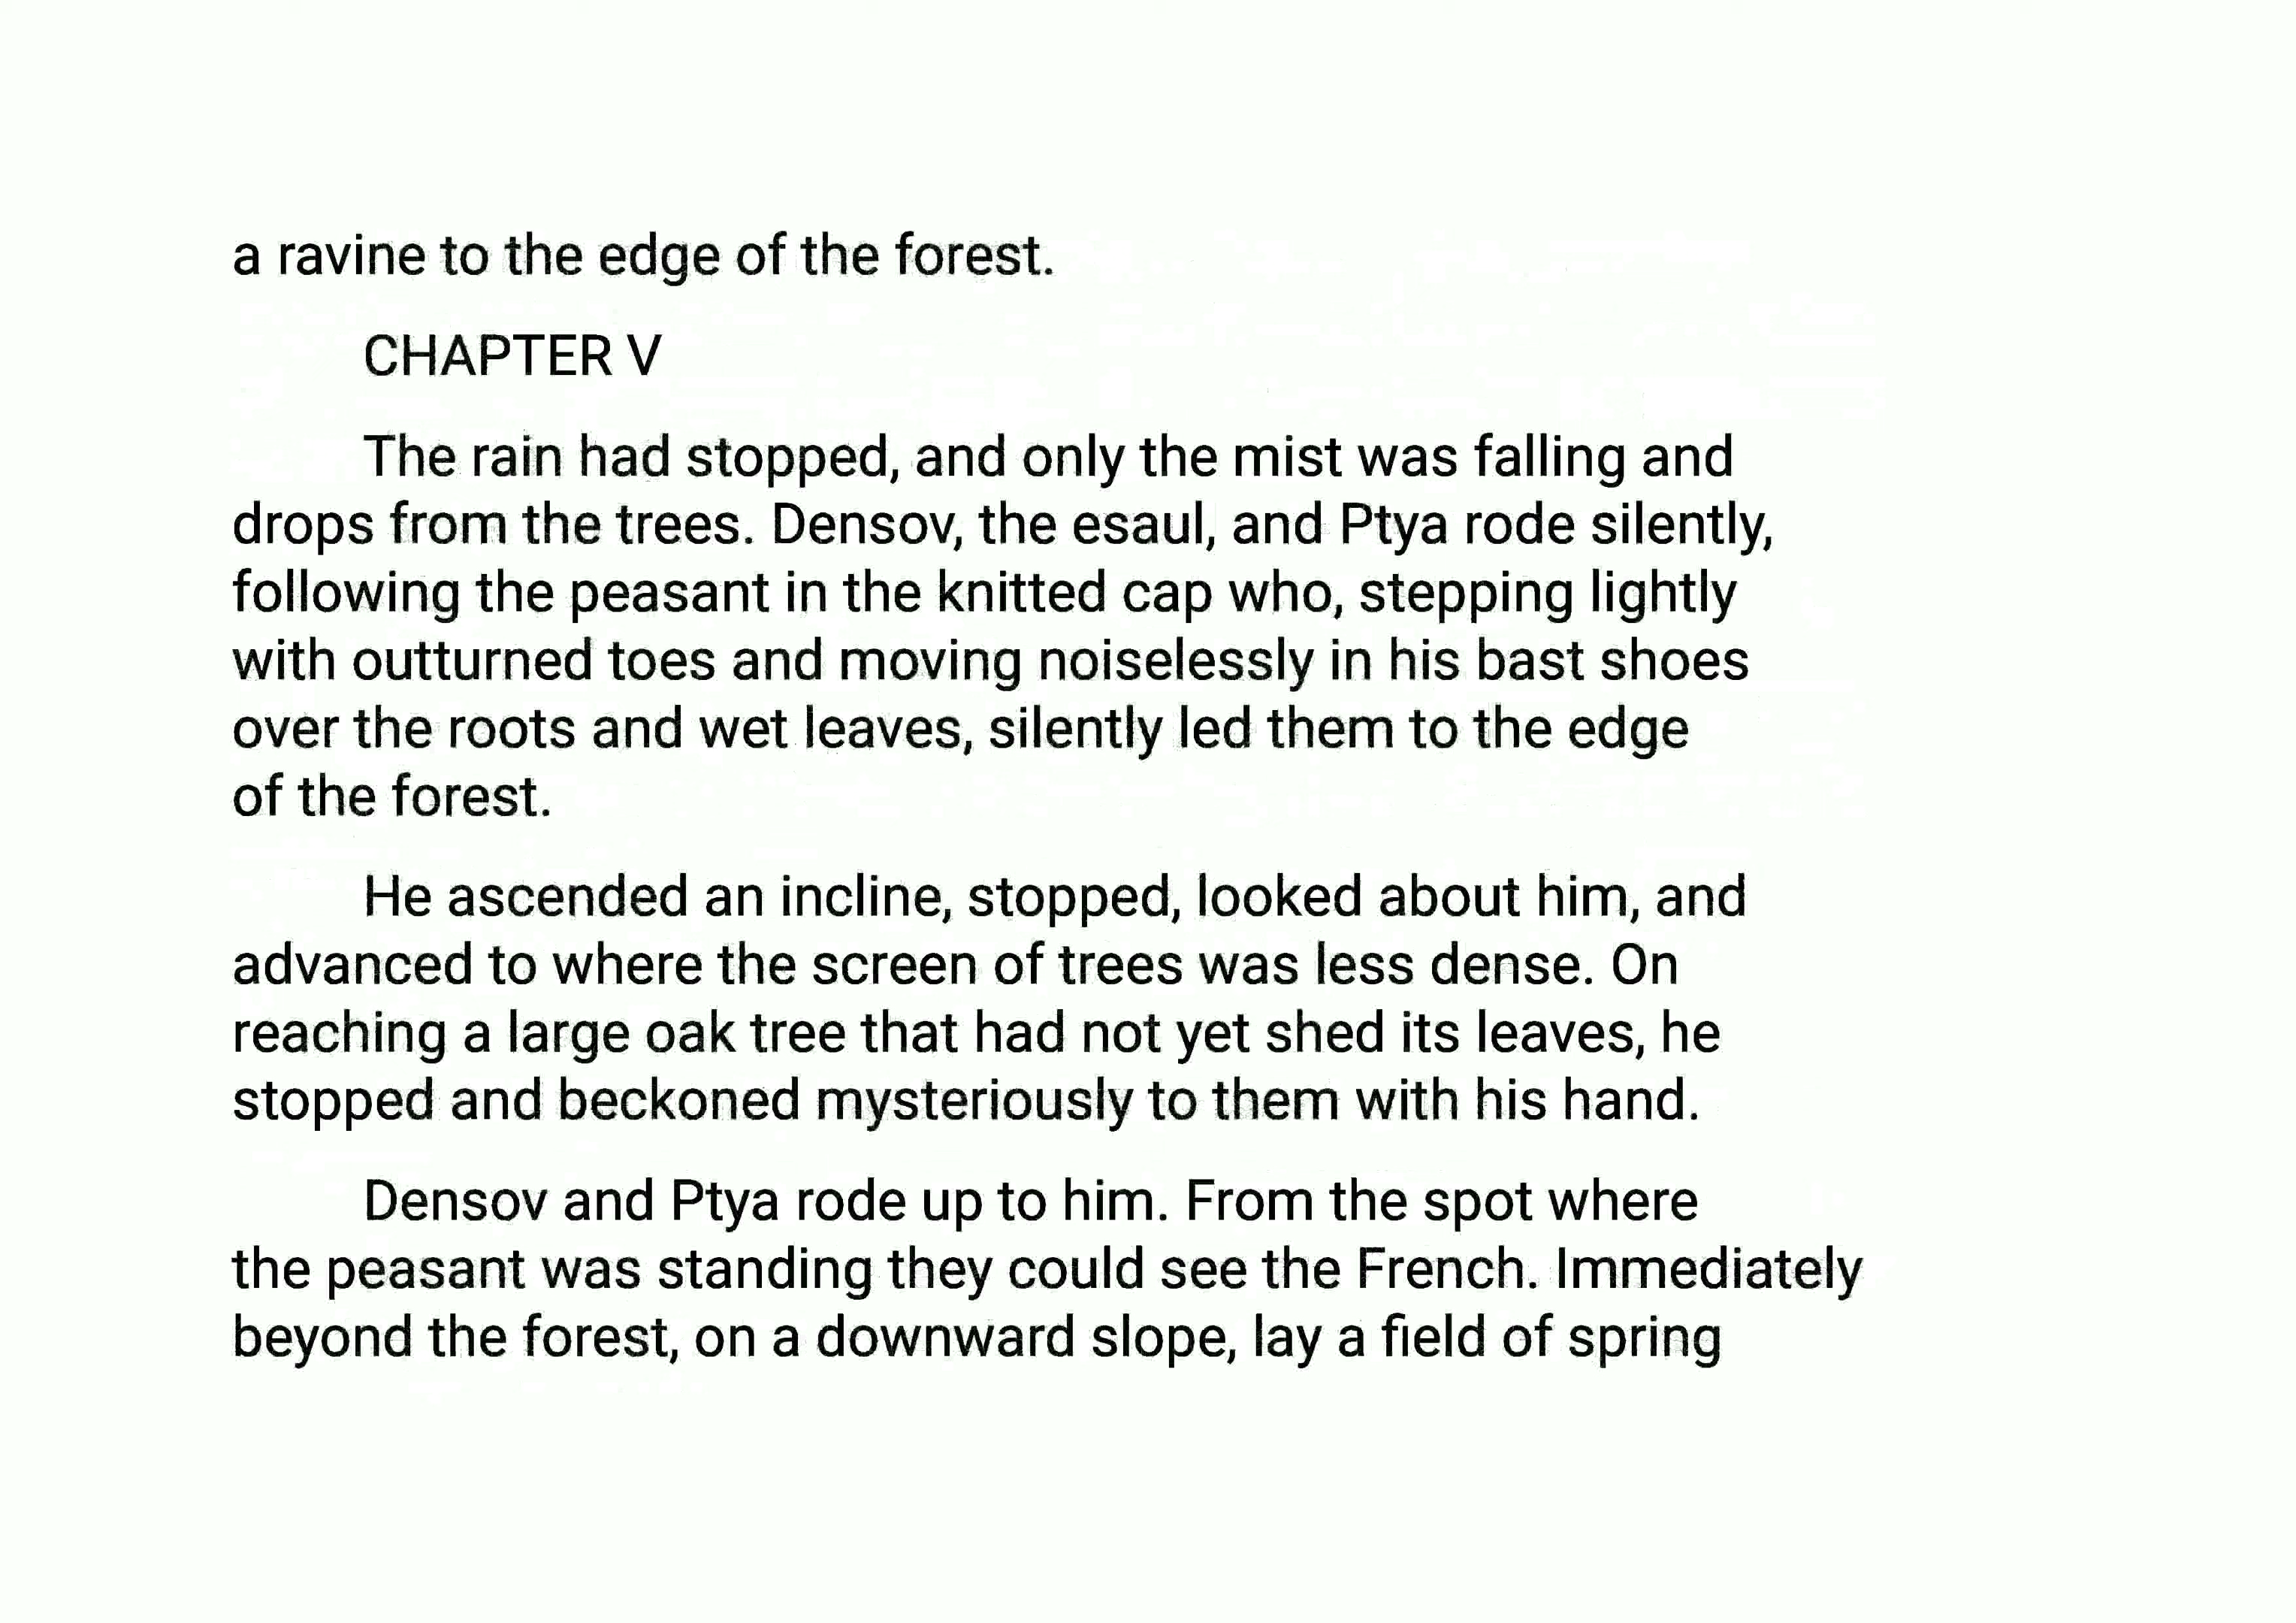 a ravine to the edge of the forest.
CHAPTER V
The rain had stopped, and only the mist was falling and
drops from the trees. Densov, the esaul, and Ptya rode silently,
following the peasant in the knitted cap who, stepping lightly
with outturned toes and moving noiselessly in his bast shoes
over the roots and wet leaves, silently led them to the edge
of the forest.
He ascended an incline, stopped, looked about him, and
advanced to where the screen of trees was less dense. On
reaching a large oak tree that had not yet shed its leaves, he
stopped and beckoned mysteriously to them with his hand.
Densov and Ptya rode up to him. From the spot where
the peasant was standing they could see the French. Immediately
beyond the forest, on a downward slope, lay a field of spring